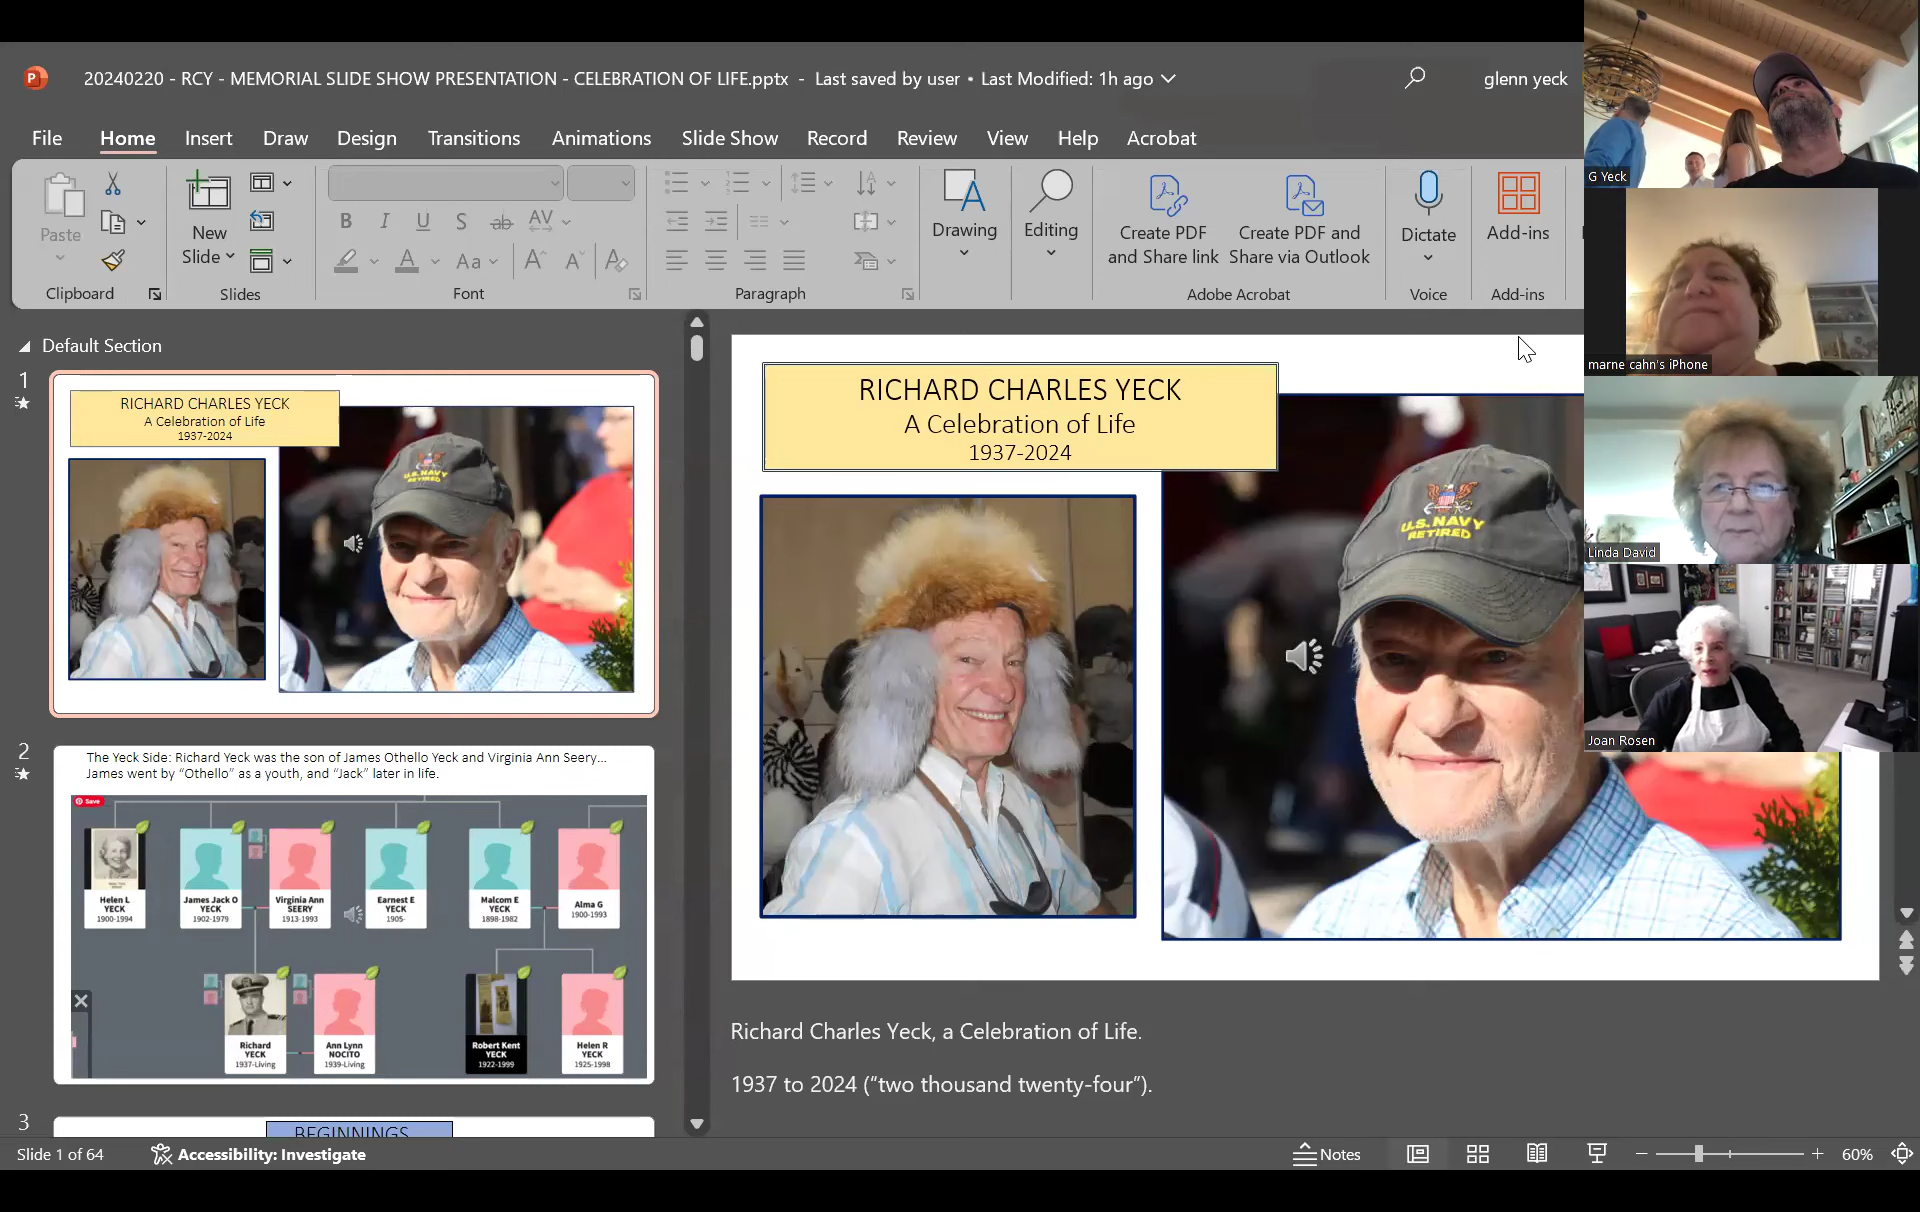 20240220 - RCY - MEMORIAL SLIDE SHOW PRESENTATION - CELEBRATION OF LIFE.pptx - Last saved by user • Last Modified: 1h ago
glenn yeck
File Home Insert Draw Design Transitions Animations Slide Show Record Review View Help Acrobat
Paste
New
Slide
B I U S ab AV
A Aa A A A
Drawing
Editing
Create PDF
and Share link
Create PDF and
Share via Outlook
Dictate
Add-ins
Clipboard
Slides
Font
Paragraph
Adobe Acrobat
Voice
Add-ins
G Yeck
marne cahn's iPhone
Linda David
Joan Rosen
Default Section
1
RICHARD CHARLES YECK
A Celebration of Life
1937-2024
U.S. NAVY
RETIRED
2
The Yeck Side: Richard Yeck was the son of James Othello Yeck and Virginia Ann Seery...
James went by “Othello” as a youth, and “Jack” later in life.
Save
Helen L
YECK
1900-1994
James Jack O
YECK
1902-1979
Virginia Ann
SEERY
1913-1993
Earnest E
YECK
1905-
Malcom E
YECK
1898-1982
Alma G
1900-1993
Richard
YECK
1937-Living
Ann Lynn
NOCITO
1939-Living
Robert Kent
YECK
1922-1999
Helen R
YECK
1925-1998
3
BEGINNINGS
RICHARD CHARLES YECK
A Celebration of Life
1937-2024
U.S. NAVY
RETIRED
Richard Charles Yeck, a Celebration of Life.
1937 to 2024 (“two thousand twenty-four”).
Slide 1 of 64
Accessibility: Investigate
Notes
60%